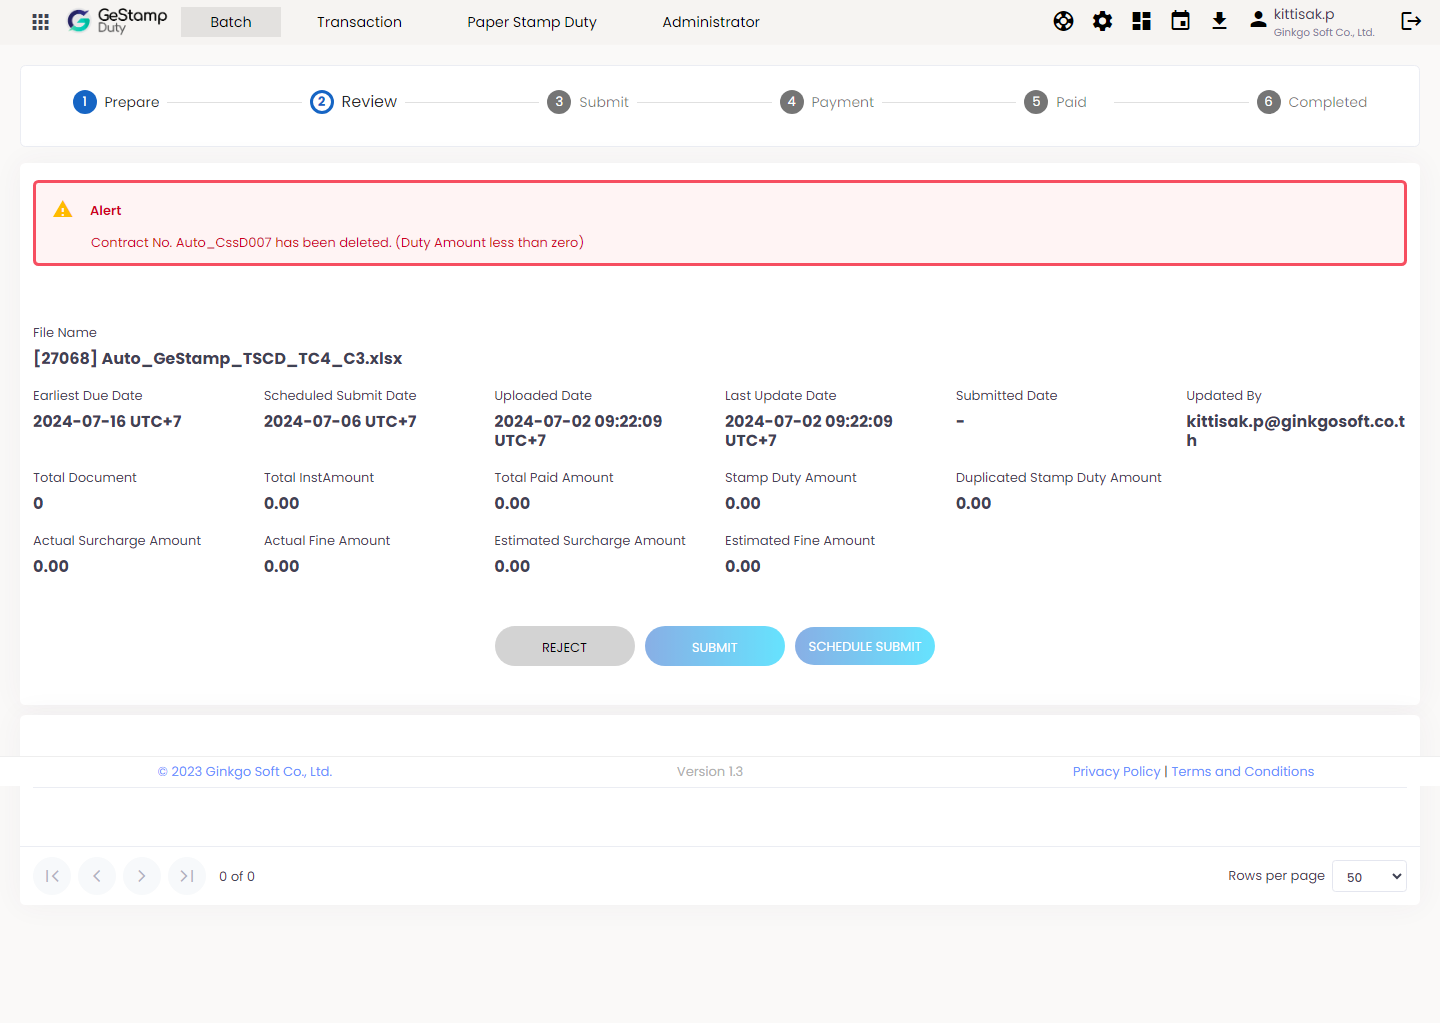 GeStamp
Duty
Batch
Transaction
Paper Stamp Duty
Administrator
kittisak.p
Ginkgo Soft Co., Ltd.
1 Prepare
2 Review
3 Submit
4 Payment
5 Paid
6 Completed
Alert
Contract No. Auto_CssD007 has been deleted. (Duty Amount less than zero)
File Name
[27068] Auto_GeStamp_TSCD_TC4_C3.xlsx
Earliest Due Date
2024-07-16 UTC+7
Scheduled Submit Date
2024-07-06 UTC+7
Uploaded Date
2024-07-02 09:22:09
UTC+7
Last Update Date
2024-07-02 09:22:09
UTC+7
Submitted Date
-
Updated By
kittisak.p@ginkgosoft.co.t
h
Total Document
0
Total InstAmount
0.00
Total Paid Amount
0.00
Stamp Duty Amount
0.00
Duplicated Stamp Duty Amount
0.00
Actual Surcharge Amount
0.00
Actual Fine Amount
0.00
Estimated Surcharge Amount
0.00
Estimated Fine Amount
0.00
REJECT
SUBMIT
SCHEDULE SUBMIT
© 2023 Ginkgo Soft Co., Ltd.
Version 1.3
Privacy Policy | Terms and Conditions
0 of 0
Rows per page
50